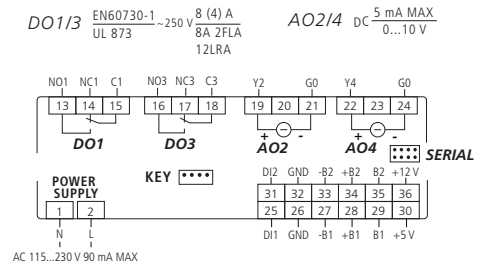 DO1/3 EN60730-1 ~250 V 8 (4) A AO2/4 DC 5 mA MAX
UL 873 8A 2FLA 0...10 V
12LRA
NO1 NC1 C1 NO3 NC3 C3 Y2 G0 Y4 G0
13 14 15 16 17 18 19 20 21 22 23 24
+ - + -
DO1 DO3 AO2 AO4
SERIAL
KEY
DI2 GND -B2 +B2 B2 +12 V
POWER
SUPPLY
31 32 33 34 35 36
1 2 25 26 27 28 29 30
N L DI1 GND -B1 +B1 B1 +5 V
AC 115...230 V 90 mA MAX